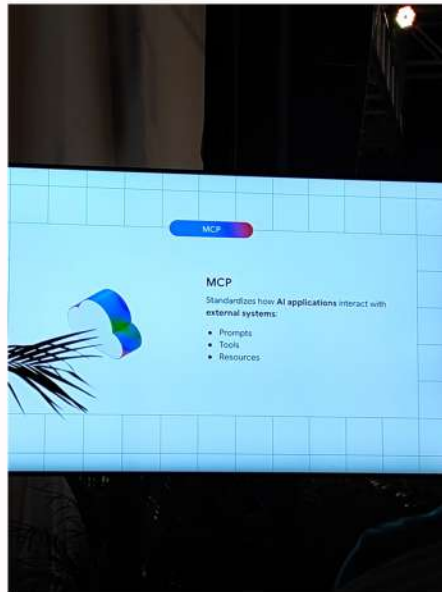 MCP
MCP
Standardizes how AI applications interact with
external systems:
• Prompts
• Tools
• Resources